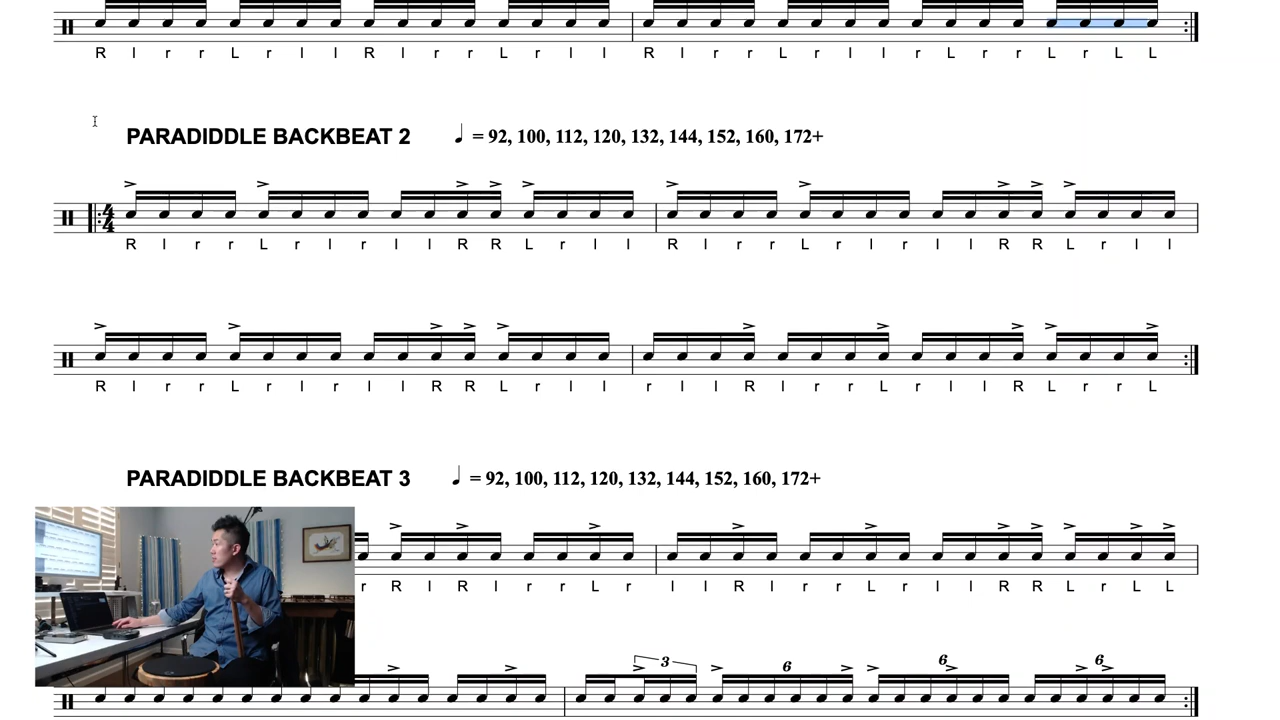 R l r r L r l l R l r r L r l l R l r r L r l l R l r r L r L L
PARADIDDLE BACKBEAT 2 ♩ = 92, 100, 112, 120, 132, 144, 152, 160, 172+
4/4
R l r r L r l r l l R R L r l l R l r r L r l r l l R R L r l l
R l r r L r l r l l R R L r l l r l l R l r r L r l l R L r r L
PARADIDDLE BACKBEAT 3 ♩ = 92, 100, 112, 120, 132, 144, 152, 160, 172+
r R l R l r r L r l l R l r r L r l l R R L r L L
3 6 6 6